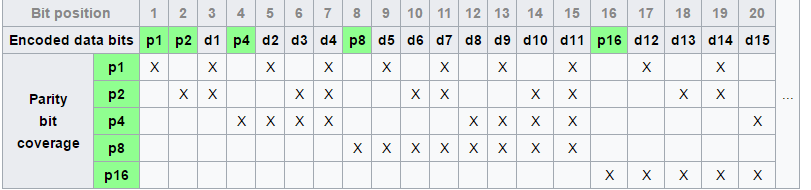 Bit position 1 2 3 4 5 6 7 8 9 10 11 12 13 14 15 16 17 18 19 20
Encoded data bits p1 p2 d1 p4 d2 d3 d4 p8 d5 d6 d7 d8 d9 d10 d11 p16 d12 d13 d14 d15
Parity bit coverage
p1 X X X X X X X X X X
p2 X X X X X X X X X X
p4 X X X X X X X X X
p8 X X X X X X X X
p16 X X X X X
...